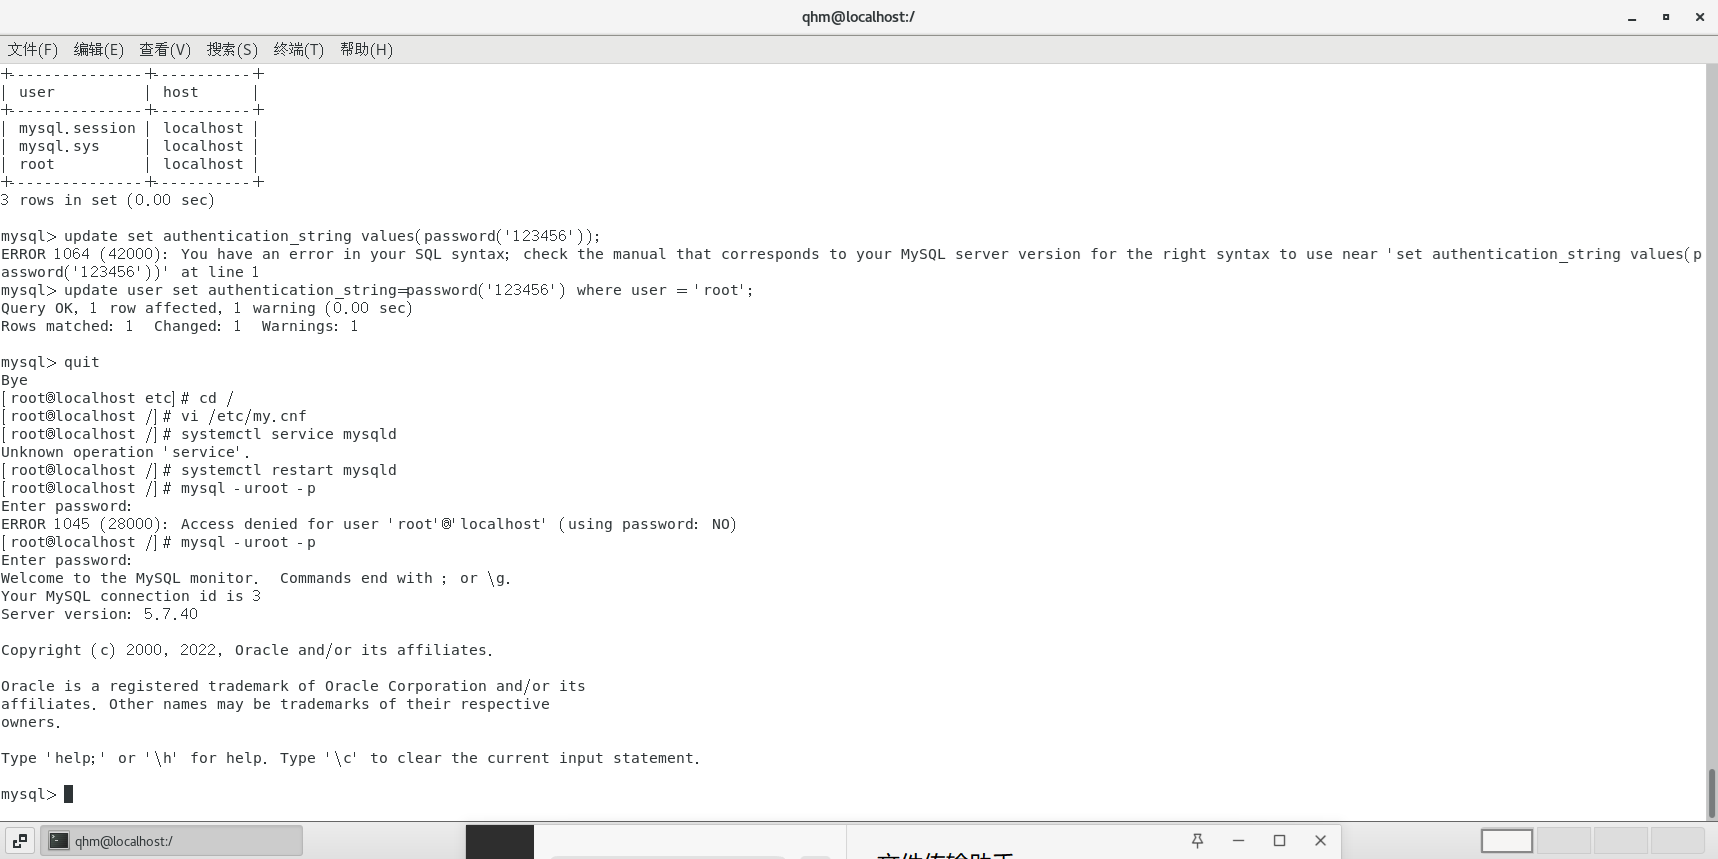 qhm@localhost:/
文件(F) 编辑(E) 查看(V) 搜索(S) 终端(T) 帮助(H)
+---------------+-----------+
| user          | host      |
+---------------+-----------+
| mysql.session | localhost |
| mysql.sys     | localhost |
| root          | localhost |
+---------------+-----------+
3 rows in set (0.00 sec)
mysql> update set authentication_string values(password('123456'));
ERROR 1064 (42000): You have an error in your SQL syntax; check the manual that corresponds to your MySQL server version for the right syntax to use near 'set authentication_string values(p
assword('123456'))' at line 1
mysql> update user set authentication_string=password('123456') where user = 'root';
Query OK, 1 row affected, 1 warning (0.00 sec)
Rows matched: 1  Changed: 1  Warnings: 1
mysql> quit
Bye
[root@localhost etc]# cd /
[root@localhost /]# vi /etc/my.cnf
[root@localhost /]# systemctl service mysqld
Unknown operation 'service'.
[root@localhost /]# systemctl restart mysqld
[root@localhost /]# mysql -uroot -p
Enter password:
ERROR 1045 (28000): Access denied for user 'root'@'localhost' (using password: NO)
[root@localhost /]# mysql -uroot -p
Enter password:
Welcome to the MySQL monitor.  Commands end with ; or \g.
Your MySQL connection id is 3
Server version: 5.7.40
Copyright (c) 2000, 2022, Oracle and/or its affiliates.
Oracle is a registered trademark of Oracle Corporation and/or its
affiliates. Other names may be trademarks of their respective
owners.
Type 'help;' or '\h' for help. Type '\c' to clear the current input statement.
mysql>
qhm@localhost:/
文件传输助手